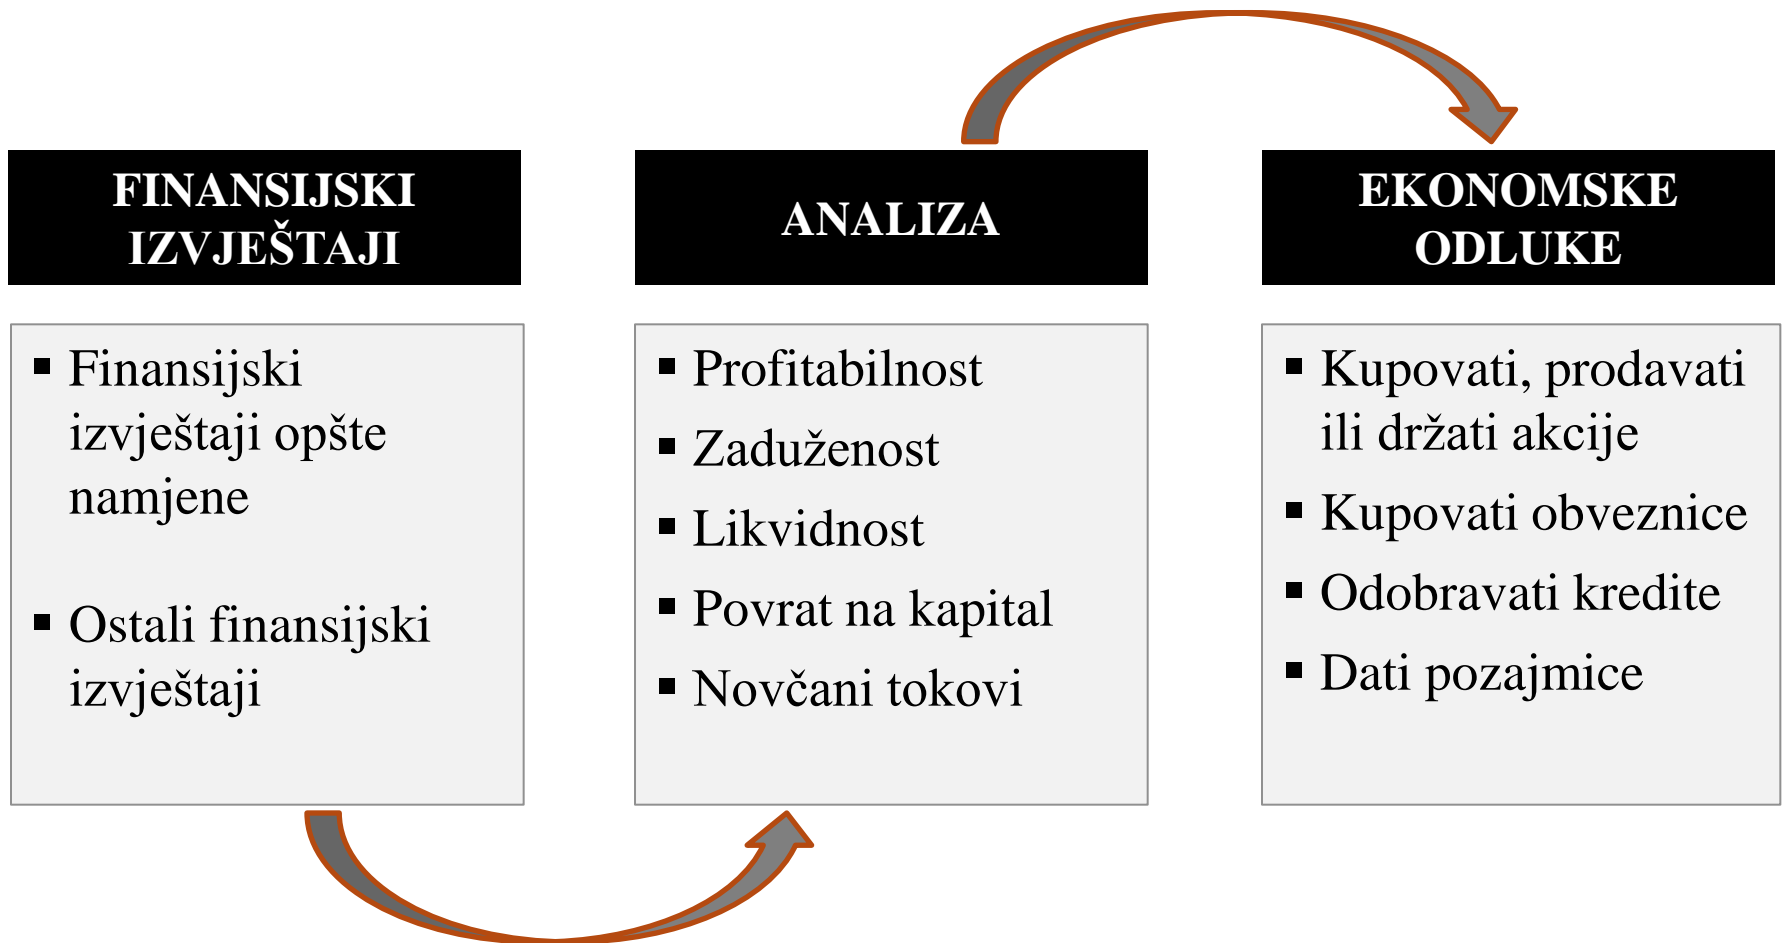 FINANSIJSKI
IZVJEŠTAJI
▪ Finansijski
izvještaji opšte
namjene
▪ Ostali finansijski
izvještaji
ANALIZA
▪ Profitabilnost
▪ Zaduženost
▪ Likvidnost
▪ Povrat na kapital
▪ Novčani tokovi
EKONOMSKE
ODLUKE
▪ Kupovati, prodavati
ili držati akcije
▪ Kupovati obveznice
▪ Odobravati kredite
▪ Dati pozajmice